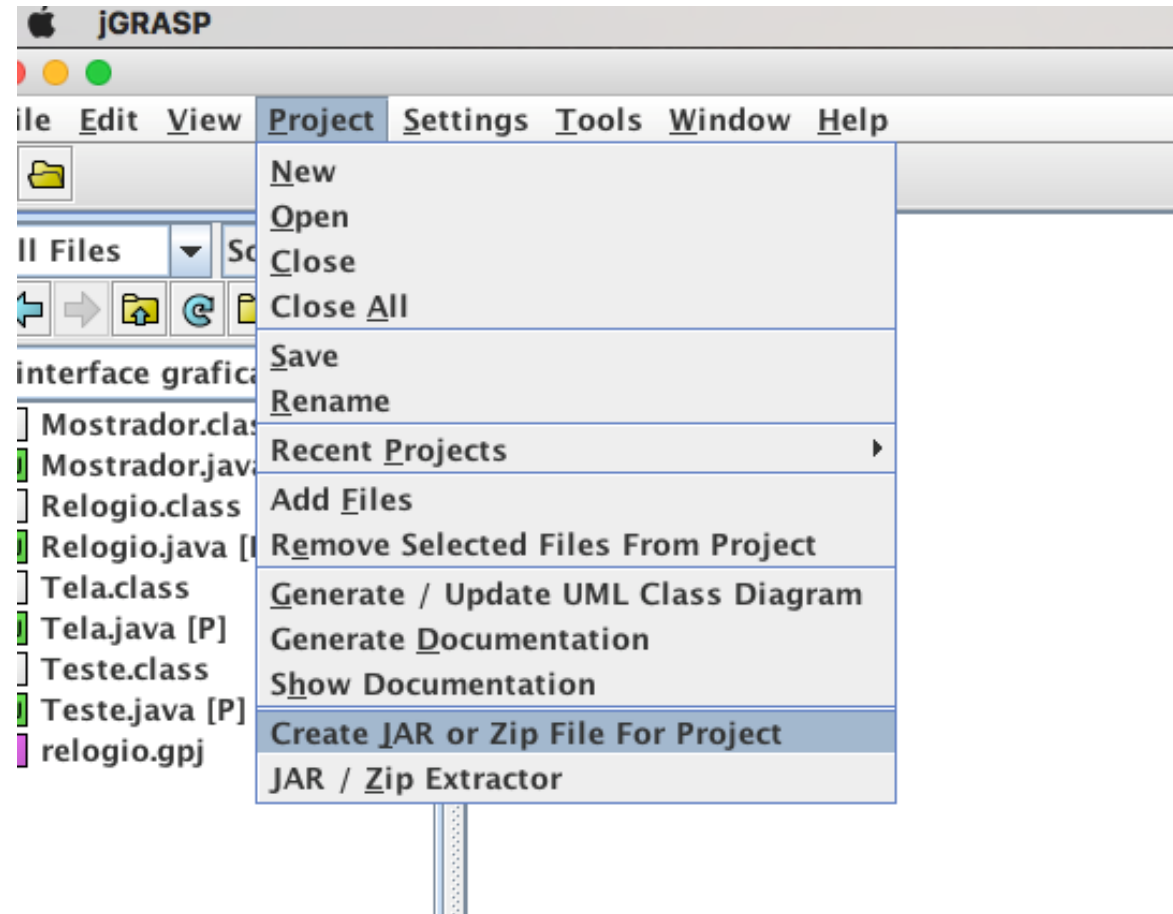 jGRASP
ile Edit View Project Settings Tools Window Help
New
Open
Close
Close All
Save
Rename
Recent Projects
Add Files
Remove Selected Files From Project
Generate / Update UML Class Diagram
Generate Documentation
Show Documentation
Create JAR or Zip File For Project
JAR / Zip Extractor
ll Files
interface grafica
Mostrador.clas
Mostrador.java
Relogio.class
Relogio.java [
Tela.class
Tela.java [P]
Teste.class
Teste.java [P]
relogio.gpj